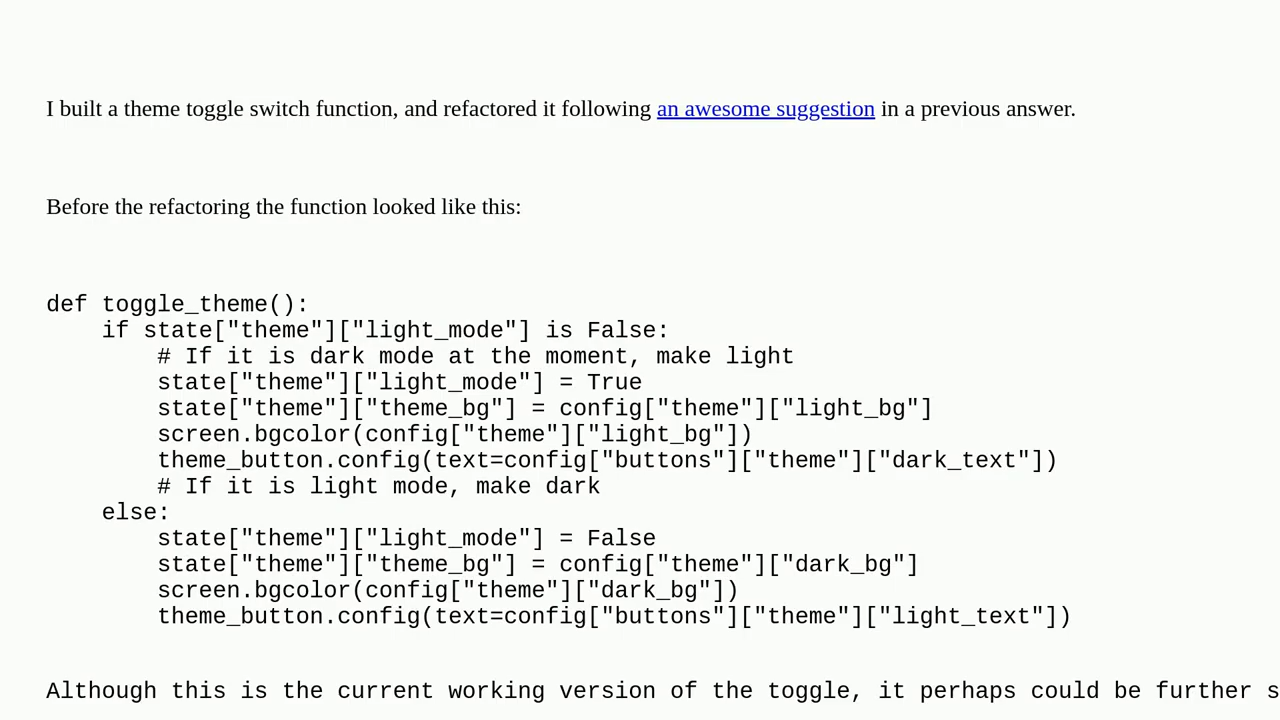 I built a theme toggle switch function, and refactored it following an awesome suggestion in a previous answer.
Before the refactoring the function looked like this:
def toggle_theme():
    if state["theme"]["light_mode"] is False:
        # If it is dark mode at the moment, make light
        state["theme"]["light_mode"] = True
        state["theme"]["theme_bg"] = config["theme"]["light_bg"]
        screen.bgcolor(config["theme"]["light_bg"])
        theme_button.config(text=config["buttons"]["theme"]["dark_text"])
        # If it is light mode, make dark
    else:
        state["theme"]["light_mode"] = False
        state["theme"]["theme_bg"] = config["theme"]["dark_bg"]
        screen.bgcolor(config["theme"]["dark_bg"])
        theme_button.config(text=config["buttons"]["theme"]["light_text"])
Although this is the current working version of the toggle, it perhaps could be further